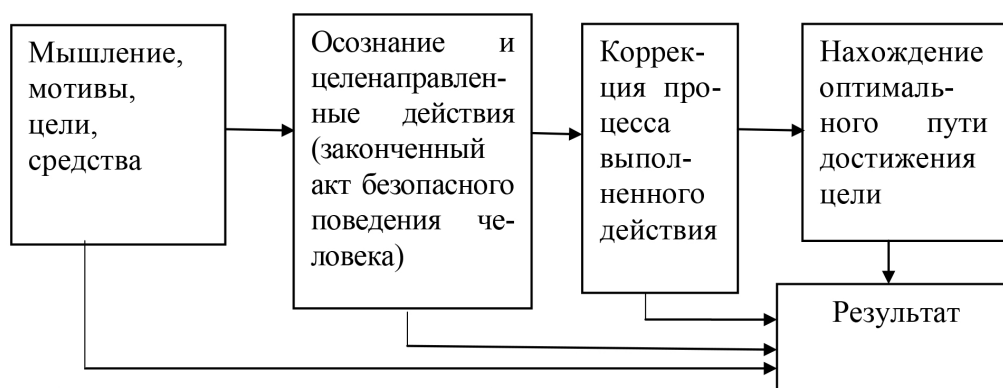 Мышление,
мотивы,
цели,
средства
Осознание и
целенаправлен-
ные действия
(законченный
акт безопасного
поведения че-
ловека)
Коррек-
ция про-
цесса
выпол-
ненного
действия
Нахождение
оптималь-
ного пути
достижения
цели
Результат